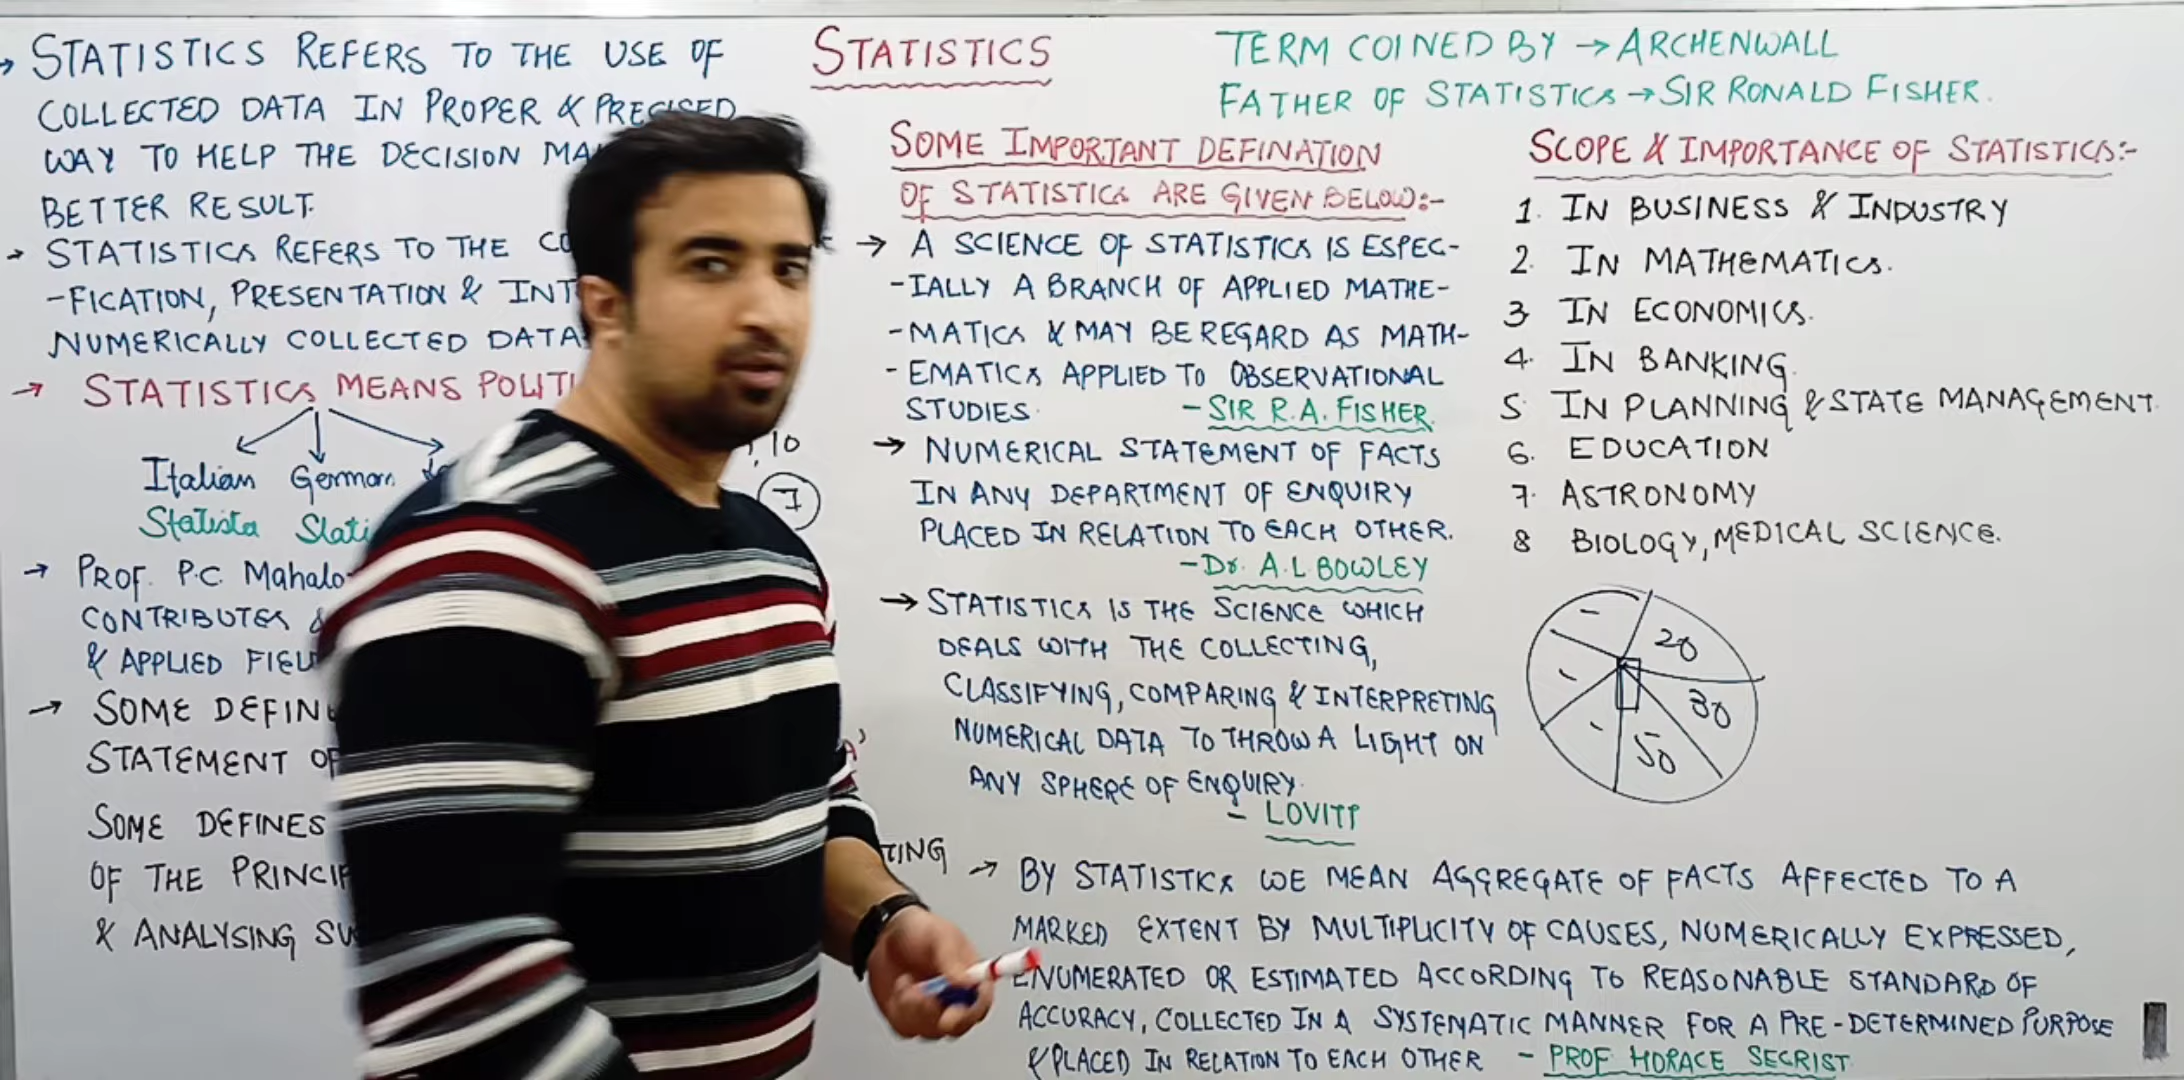 STATISTICS
TERM COINED BY → ARCHENWALL
FATHER OF STATISTICS → SIR RONALD FISHER.
→ STATISTICS REFERS TO THE USE OF
COLLECTED DATA IN PROPER & PRECISED
WAY TO HELP THE DECISION
BETTER RESULT.
→ STATISTICS REFERS TO THE
-FICATION, PRESENTATION &
NUMERICALLY COLLECTED DATA
→ STATISTICS MEANS
Italian German
Statista
10
I
→ PROF. P.C.
CONTRIBUTES &
& APPLIED
→ SOME
STATEMENT
SOME DEFINES
OF THE
& ANALYSING
SOME IMPORTANT DEFINATION
OF STATISTICS ARE GIVEN BELOW:-
→ A SCIENCE OF STATISTICS IS ESPEC-
-IALLY A BRANCH OF APPLIED MATHE-
-MATICS & MAY BE REGARD AS MATH-
-EMATICS APPLIED TO OBSERVATIONAL
STUDIES. - SIR R.A. FISHER.
→ NUMERICAL STATEMENT OF FACTS
IN ANY DEPARTMENT OF ENQUIRY
PLACED IN RELATION TO EACH OTHER.
- Dr. A.L BOWLEY
→ STATISTICS IS THE SCIENCE WHICH
DEALS WITH THE COLLECTING,
CLASSIFYING, COMPARING & INTERPRETING
NUMERICAL DATA TO THROW A LIGHT ON
ANY SPHERE OF ENQUIRY.
- LOVITT
→ BY STATISTICS WE MEAN AGGREGATE OF FACTS AFFECTED TO A
MARKED EXTENT BY MULTIPLICITY OF CAUSES, NUMERICALLY EXPRESSED,
ENUMERATED OR ESTIMATED ACCORDING TO REASONABLE STANDARD OF
ACCURACY, COLLECTED IN A SYSTEMATIC MANNER FOR A PRE-DETERMINED PURPOSE
& PLACED IN RELATION TO EACH OTHER - PROF HORACE SECRIST
SCOPE & IMPORTANCE OF STATISTICS:-
1. IN BUSINESS & INDUSTRY
2. IN MATHEMATICS.
3 IN ECONOMICS.
4. IN BANKING.
5. IN PLANNING & STATE MANAGEMENT.
6. EDUCATION
7. ASTRONOMY
8 BIOLOGY, MEDICAL SCIENCE.
20
30
50